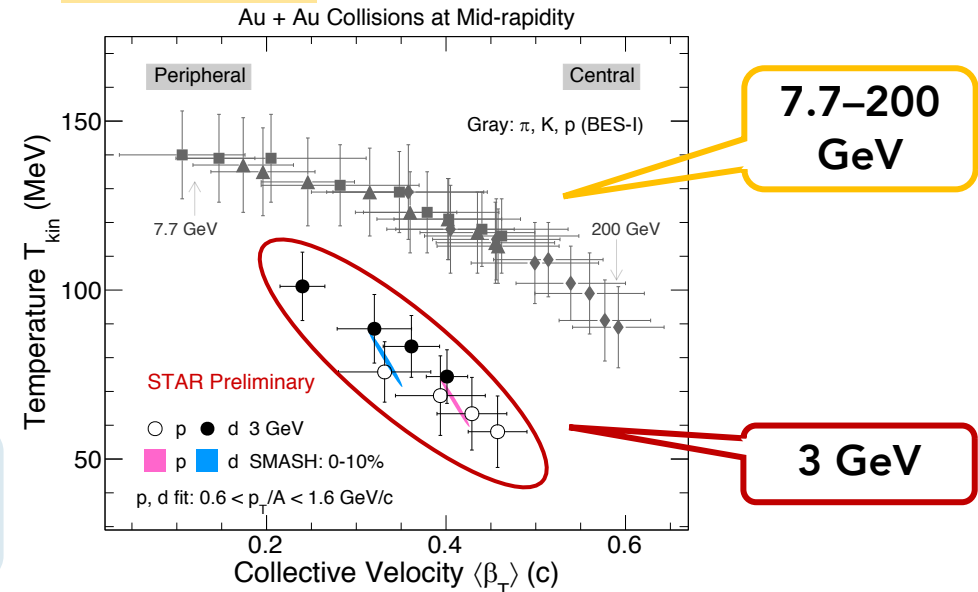 Au + Au Collisions at Mid-rapidity
Peripheral
Central
Gray: π, K, p (BES-I)
7.7 GeV
200 GeV
STAR Preliminary
p d 3 GeV
p d SMASH: 0-10%
p, d fit: 0.6 < p_T/A < 1.6 GeV/c
150
100
50
0.2 0.4 0.6
Temperature T_kin (MeV)
Collective Velocity ⟨β_T⟩ (c)
7.7–200
GeV
3 GeV